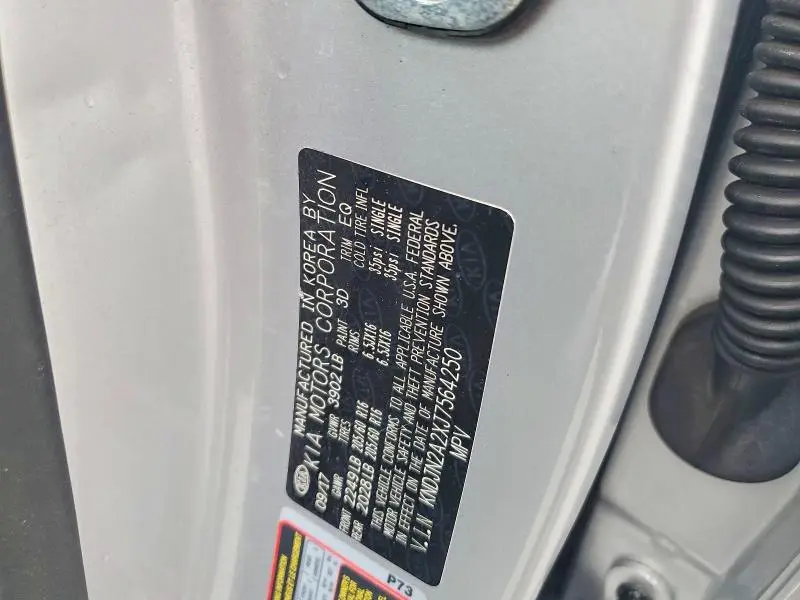 KIA
MANUFACTURED IN KOREA BY
KIA MOTORS CORPORATION
09/17 GVWR 3902LB PAINT 3D TRIM EQ
GAWR TIRES RIMS COLD TIRE INFL.
FRONT 2249LB 205/60 R16 6.5JX16 35psi SINGLE
REAR 2028LB 205/60 R16 6.5JX16 35psi SINGLE
THIS VEHICLE CONFORMS TO ALL APPLICABLE U.S.A. FEDERAL
MOTOR VEHICLE SAFETY AND THEFT PREVENTION STANDARDS
IN EFFECT ON THE DATE OF MANUFACTURE SHOWN ABOVE.
V.I.N KNDJN2A2XJ7564250
MPV
P73